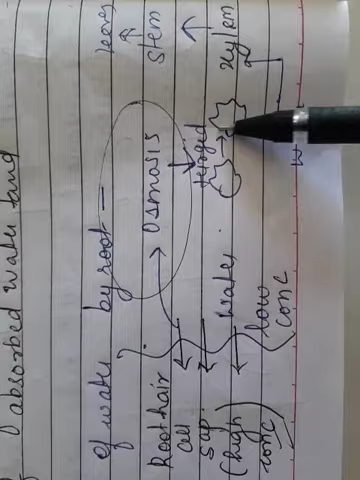 absorbed water
of water by root — leaves
Root hair → Osmosis ↑ stem
cell
sap. turgid ↑
(high water xylem
conc) low
conc